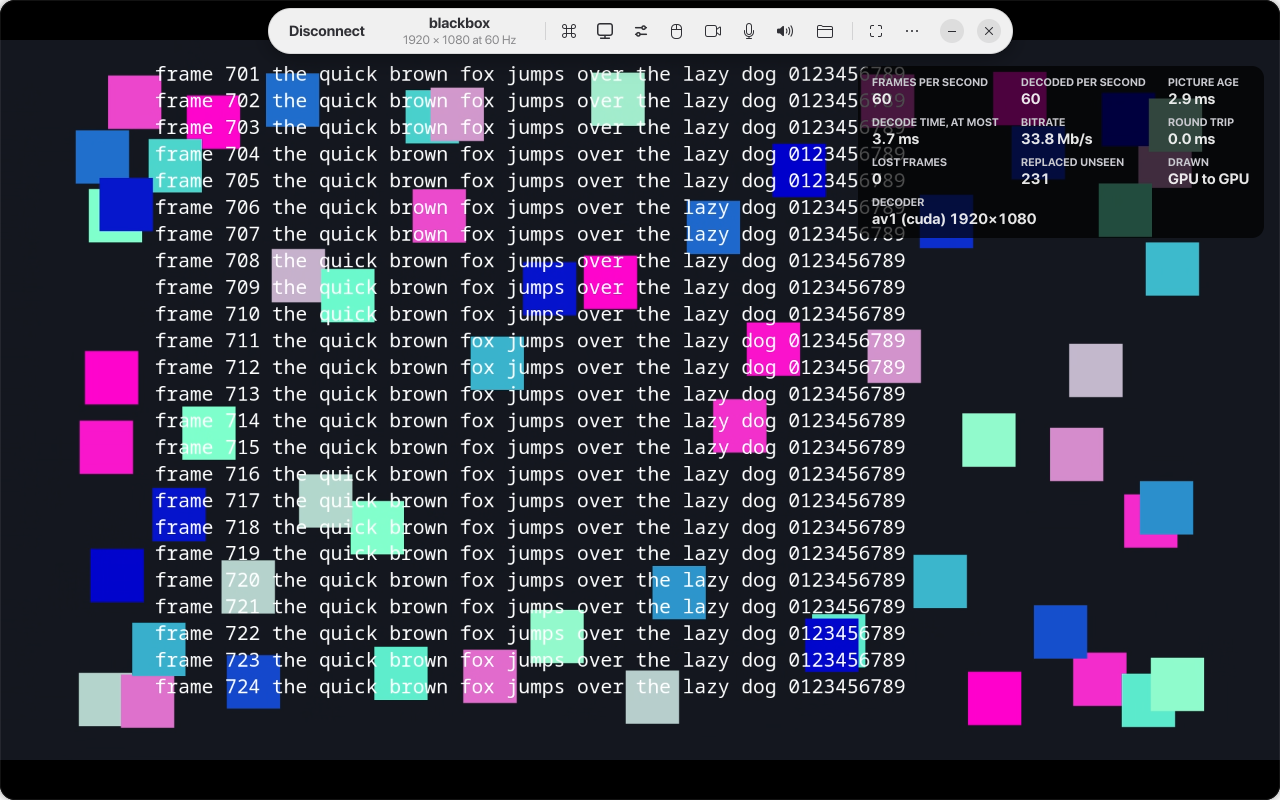 Disconnect
blackbox
1920 × 1080 at 60 Hz
frame 701 the quick brown fox jumps over the lazy dog 0123456789
frame 702 the quick brown fox jumps over the lazy dog 0123456789
frame 703 the quick brown fox jumps over the lazy dog 0123456789
frame 704 the quick brown fox jumps over the lazy dog 0123456789
frame 705 the quick brown fox jumps over the lazy dog 0123456789
frame 706 the quick brown fox jumps over the lazy dog 0123456789
frame 707 the quick brown fox jumps over the lazy dog 0123456789
frame 708 the quick brown fox jumps over the lazy dog 0123456789
frame 709 the quick brown fox jumps over the lazy dog 0123456789
frame 710 the quick brown fox jumps over the lazy dog 0123456789
frame 711 the quick brown fox jumps over the lazy dog 0123456789
frame 712 the quick brown fox jumps over the lazy dog 0123456789
frame 713 the quick brown fox jumps over the lazy dog 0123456789
frame 714 the quick brown fox jumps over the lazy dog 0123456789
frame 715 the quick brown fox jumps over the lazy dog 0123456789
frame 716 the quick brown fox jumps over the lazy dog 0123456789
frame 717 the quick brown fox jumps over the lazy dog 0123456789
frame 718 the quick brown fox jumps over the lazy dog 0123456789
frame 719 the quick brown fox jumps over the lazy dog 0123456789
frame 720 the quick brown fox jumps over the lazy dog 0123456789
frame 721 the quick brown fox jumps over the lazy dog 0123456789
frame 722 the quick brown fox jumps over the lazy dog 0123456789
frame 723 the quick brown fox jumps over the lazy dog 0123456789
frame 724 the quick brown fox jumps over the lazy dog 0123456789
FRAMES PER SECOND DECODED PER SECOND PICTURE AGE
60 60 2.9 ms
DECODE TIME, AT MOST BITRATE ROUND TRIP
3.7 ms 33.8 Mb/s 0.0 ms
LOST FRAMES REPLACED UNSEEN DRAWN
0 231 GPU to GPU
DECODER
av1 (cuda) 1920×1080